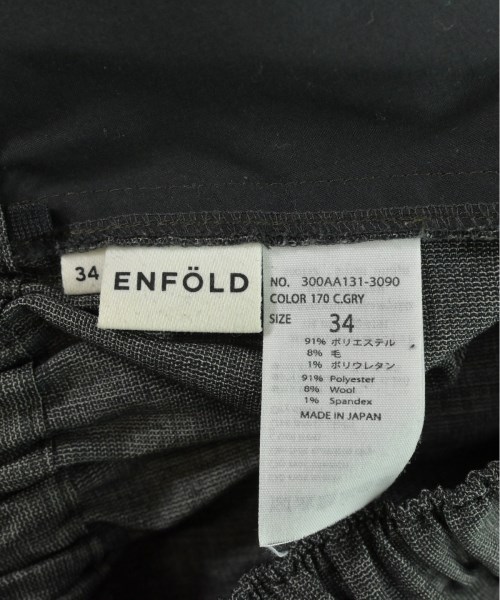 34
ENFÖLD
NO. 300AA131-3090
COLOR 170 C.GRY
SIZE 34
91% ポリエステル
8% 毛
1% ポリウレタン
91% Polyester
8% Wool
1% Spandex
MADE IN JAPAN